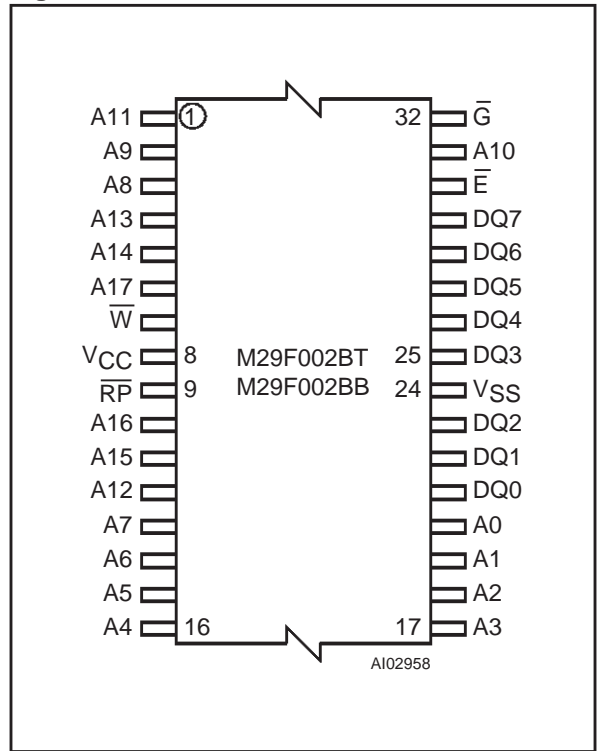 A11 1 32 G̅
A9 A10
A8 E̅
A13 DQ7
A14 DQ6
A17 DQ5
W̅ DQ4
VCC 8 M29F002BT 25 DQ3
R̅P̅ 9 M29F002BB 24 VSS
A16 DQ2
A15 DQ1
A12 DQ0
A7 A0
A6 A1
A5 A2
A4 16 17 A3
AI02958